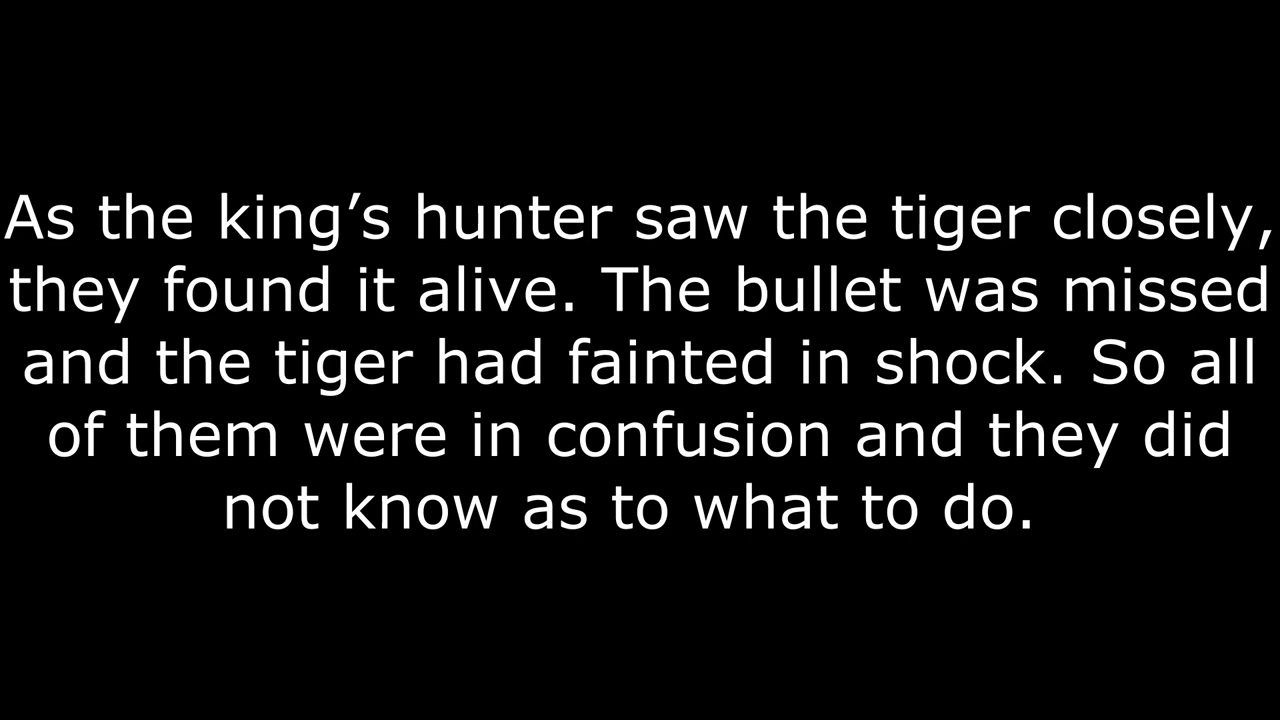 As the king’s hunter saw the tiger closely,
they found it alive. The bullet was missed
and the tiger had fainted in shock. So all
of them were in confusion and they did
not know as to what to do.